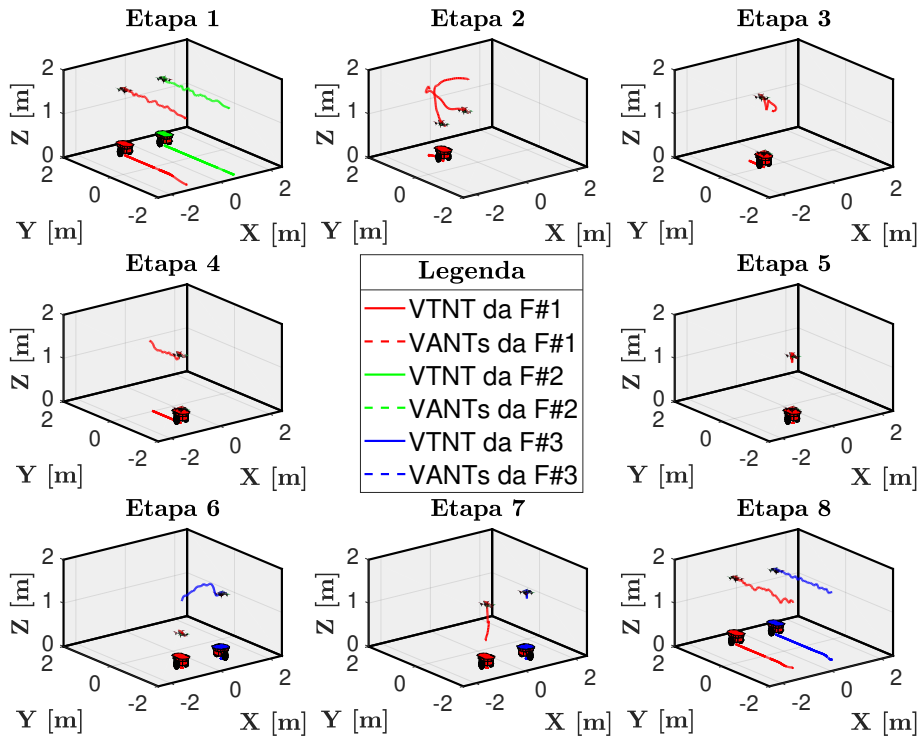 Etapa 1
Etapa 2
Etapa 3
2
1
0
Z [m]
2
0
-2
Y [m]
-2
0
2
X [m]
2
1
0
Z [m]
2
0
-2
Y [m]
-2
0
2
X [m]
2
1
0
Z [m]
2
0
-2
Y [m]
-2
0
2
X [m]
Etapa 4
2
1
0
Z [m]
2
0
-2
Y [m]
-2
0
2
X [m]
Legenda
VTNT da F#1
VANTs da F#1
VTNT da F#2
VANTs da F#2
VTNT da F#3
VANTs da F#3
Etapa 5
2
1
0
Z [m]
2
0
-2
Y [m]
-2
0
2
X [m]
Etapa 6
Etapa 7
Etapa 8
2
1
0
Z [m]
2
0
-2
Y [m]
-2
0
2
X [m]
2
1
0
Z [m]
2
0
-2
Y [m]
-2
0
2
X [m]
2
1
0
Z [m]
2
0
-2
Y [m]
-2
0
2
X [m]